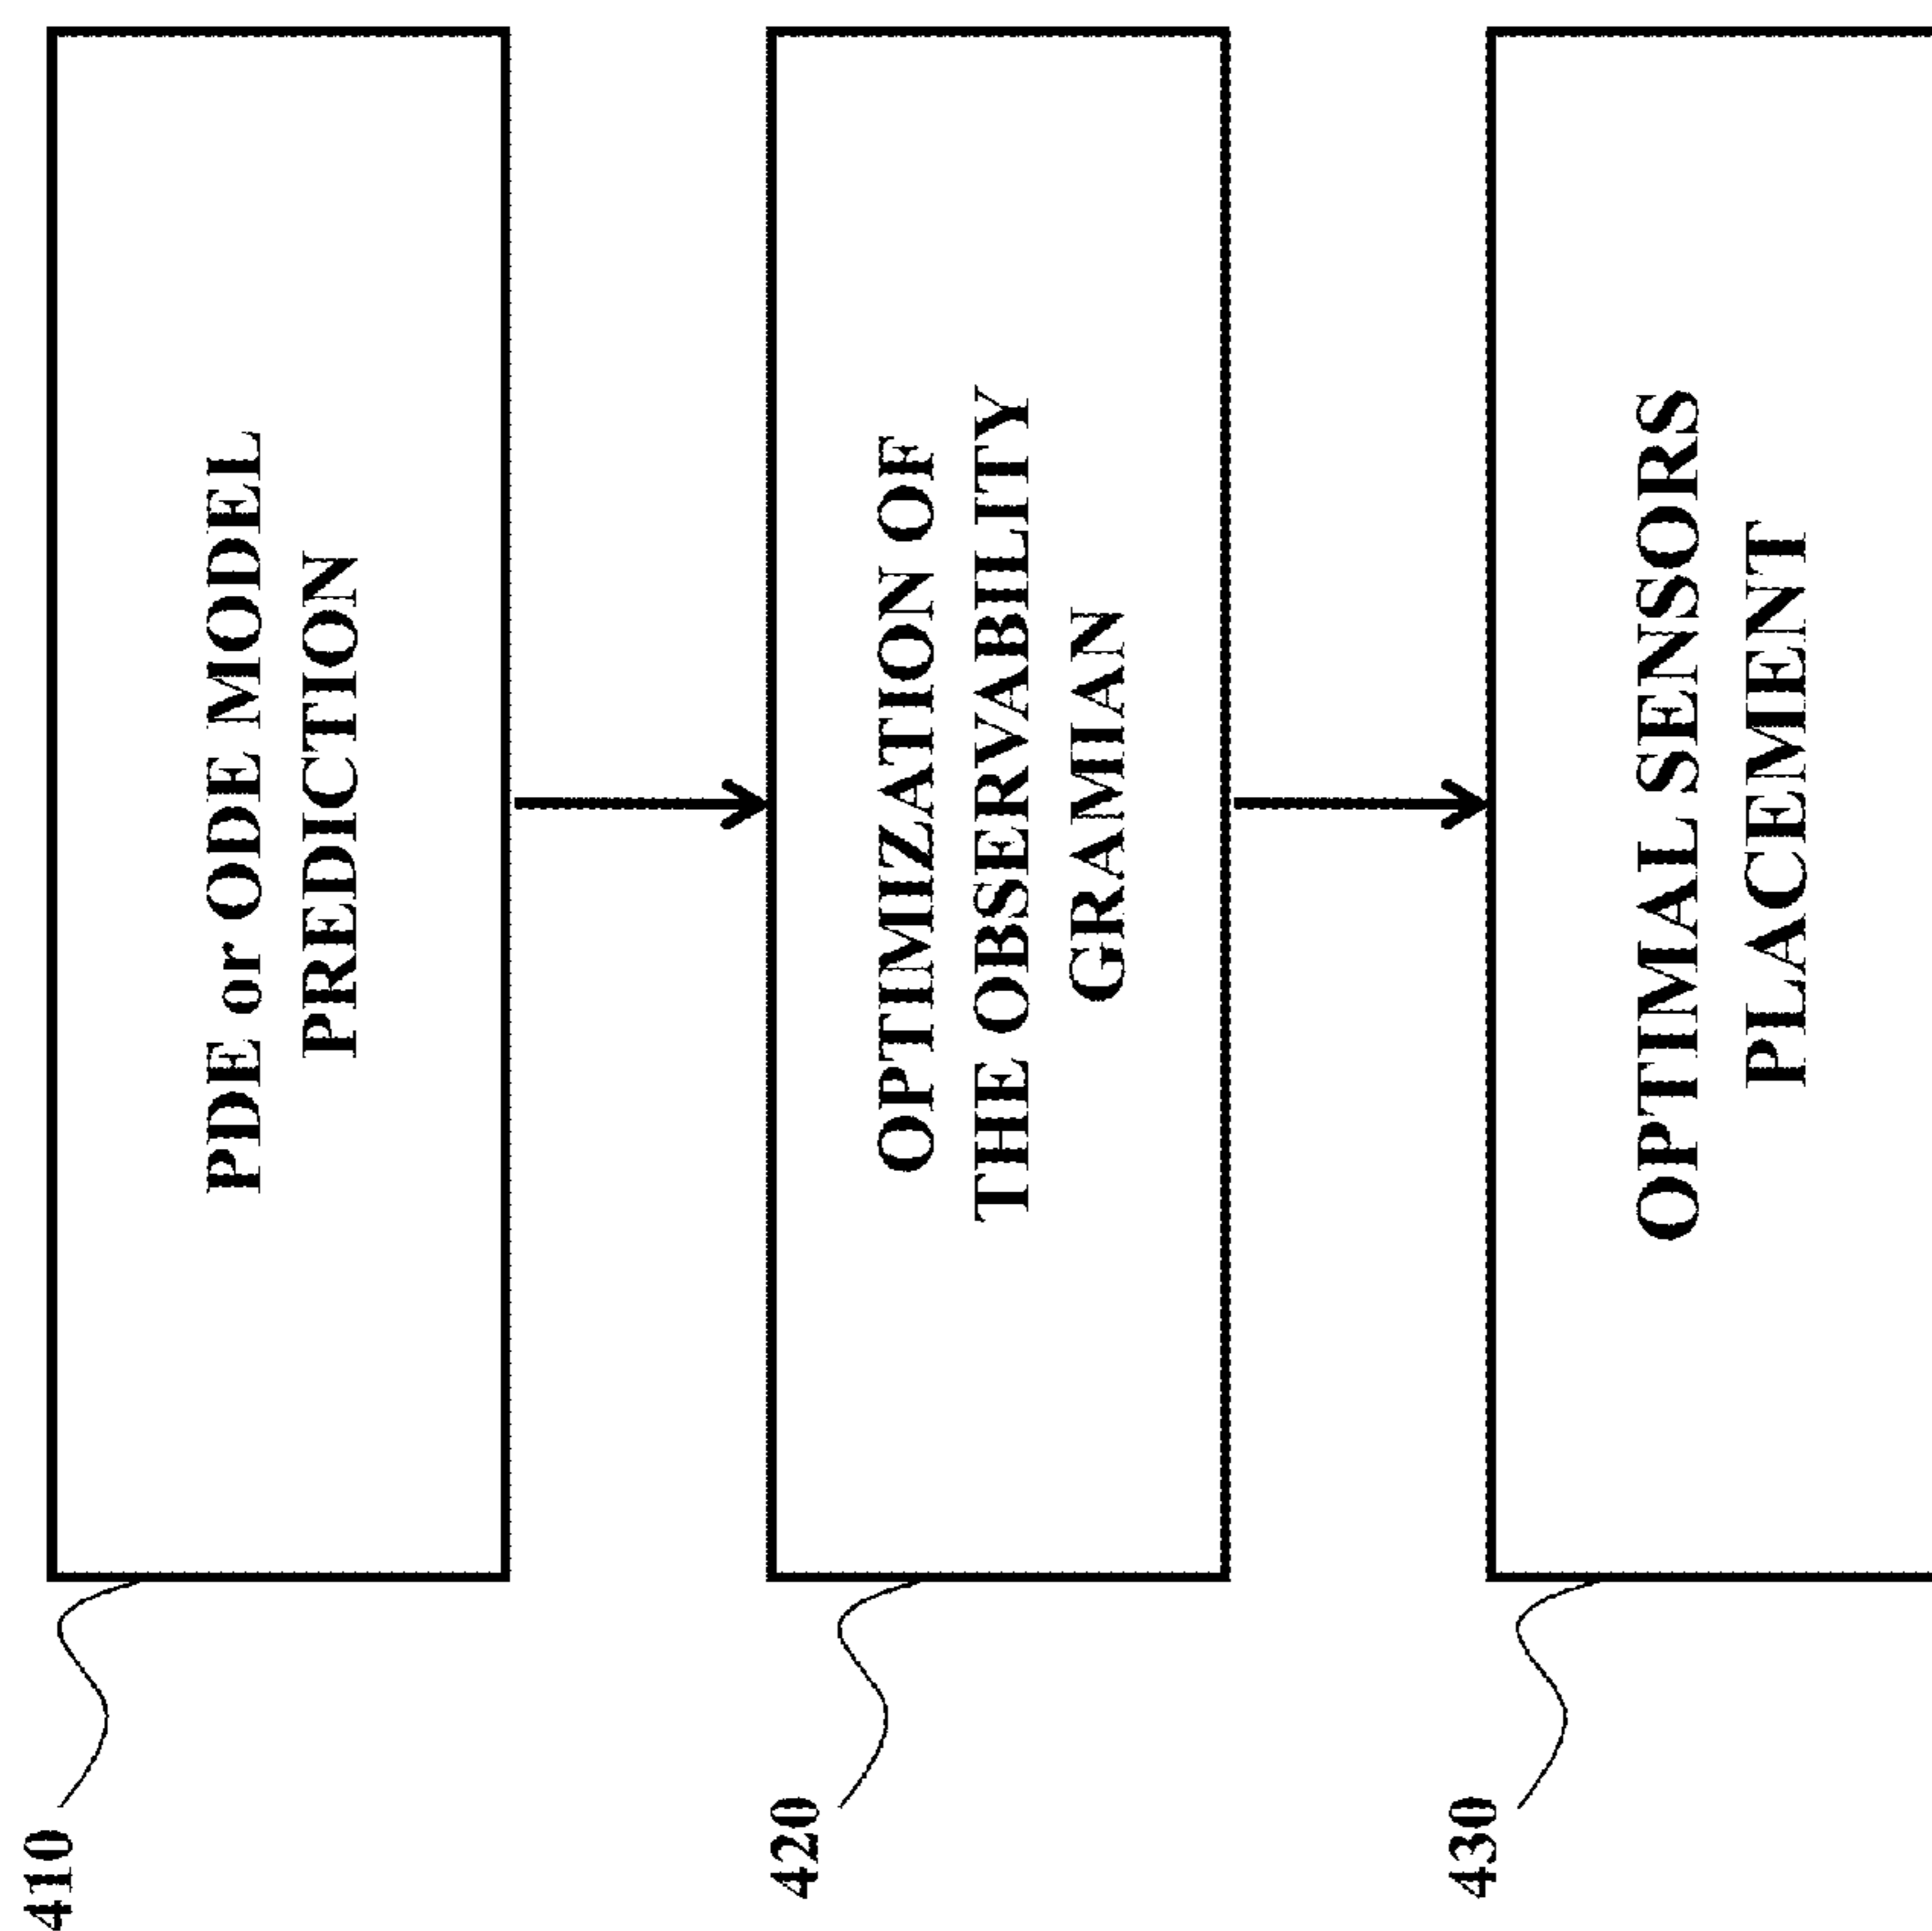 410
PDE or ODE MODEL
PREDICTION
420
OPTIMIZATION OF
THE OBSERVABILITY
GRAMIAN
430
OPTIMAL SENSORS
PLACEMENT